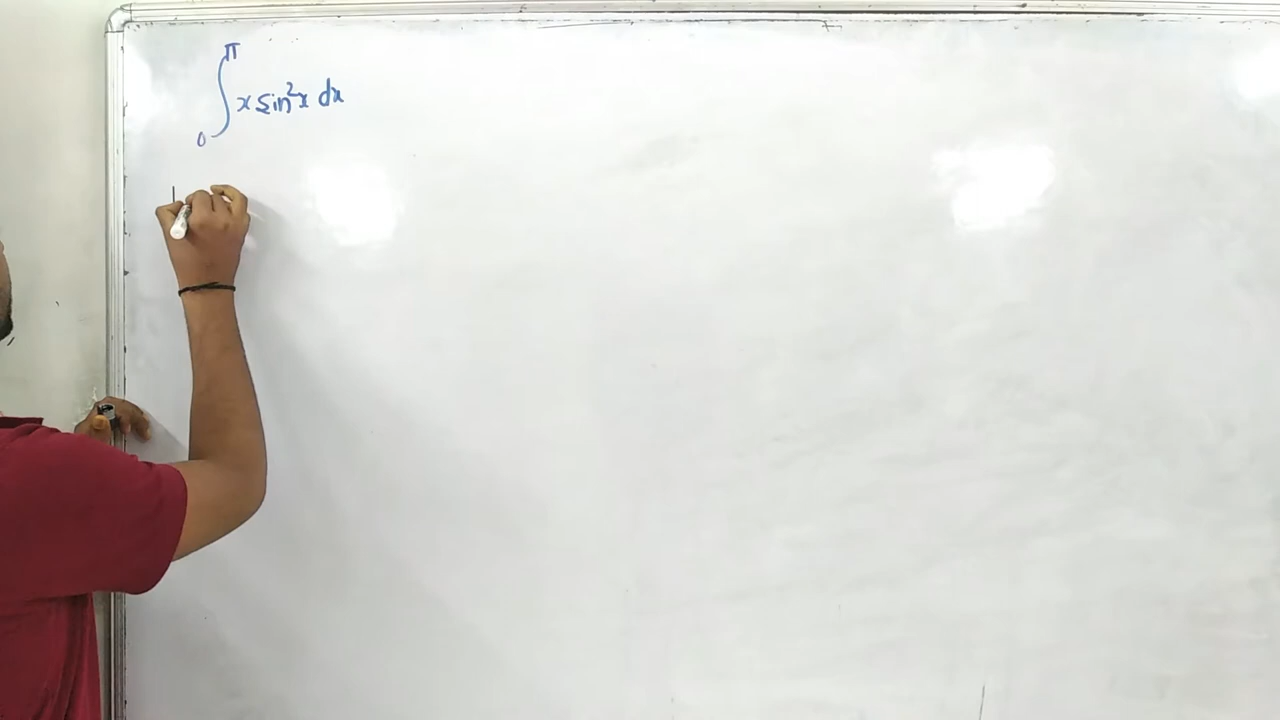 ∫₀^π x sin²x dx